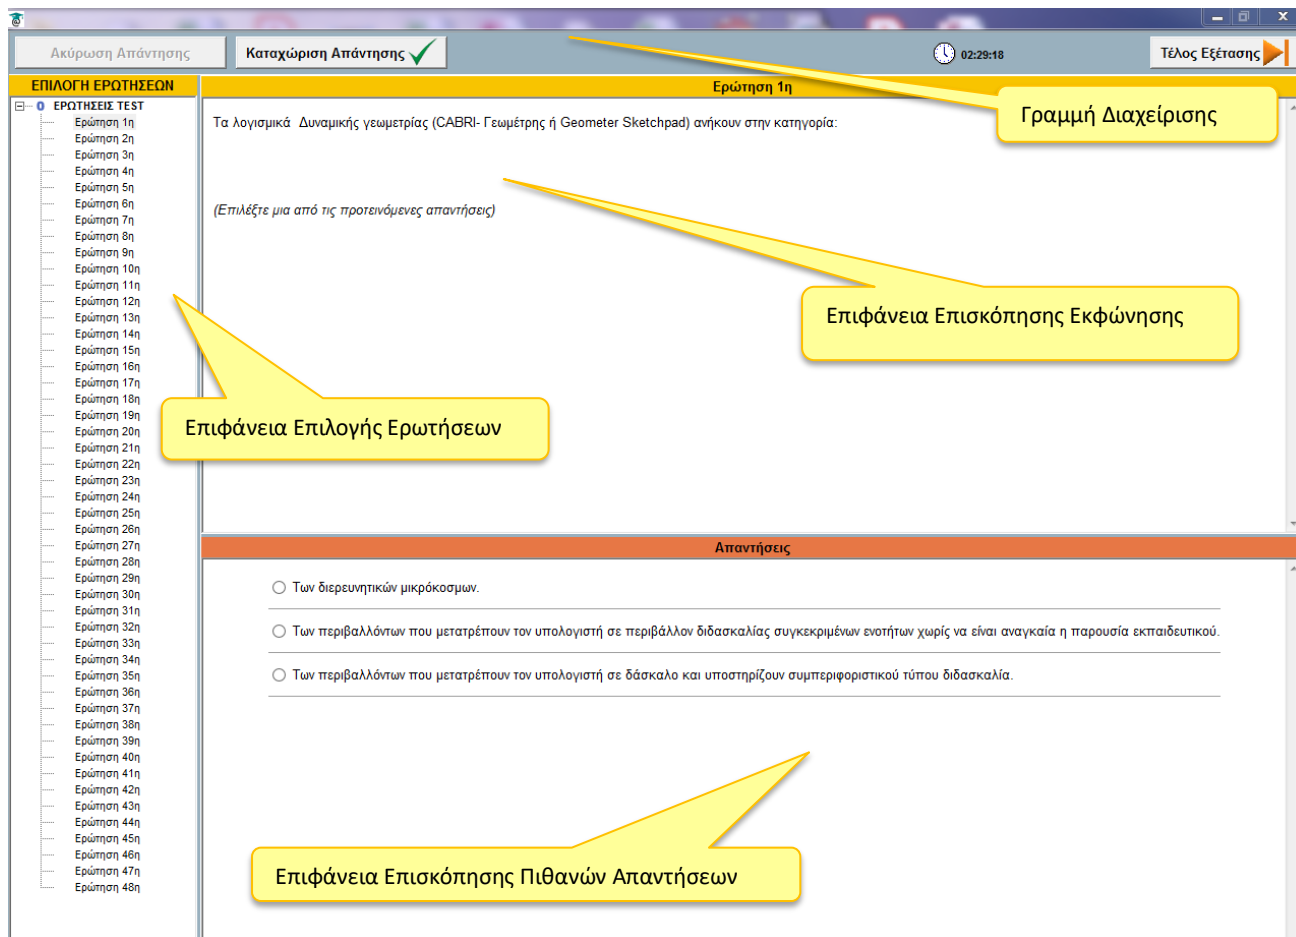 Ακύρωση Απάντησης
Καταχώριση Απάντησης
02:29:18
Τέλος Εξέτασης
ΕΠΙΛΟΓΗ ΕΡΩΤΗΣΕΩΝ
Ερώτηση 1η
0 ΕΡΩΤΗΣΕΙΣ TEST
Ερώτηση 1η
Ερώτηση 2η
Ερώτηση 3η
Ερώτηση 4η
Ερώτηση 5η
Ερώτηση 6η
Ερώτηση 7η
Ερώτηση 8η
Ερώτηση 9η
Ερώτηση 10η
Ερώτηση 11η
Ερώτηση 12η
Ερώτηση 13η
Ερώτηση 14η
Ερώτηση 15η
Ερώτηση 16η
Ερώτηση 17η
Ερώτηση 18η
Ερώτηση 19η
Ερώτηση 20η
Ερώτηση 21η
Ερώτηση 22η
Ερώτηση 23η
Ερώτηση 24η
Ερώτηση 25η
Ερώτηση 26η
Ερώτηση 27η
Ερώτηση 28η
Ερώτηση 29η
Ερώτηση 30η
Ερώτηση 31η
Ερώτηση 32η
Ερώτηση 33η
Ερώτηση 34η
Ερώτηση 35η
Ερώτηση 36η
Ερώτηση 37η
Ερώτηση 38η
Ερώτηση 39η
Ερώτηση 40η
Ερώτηση 41η
Ερώτηση 42η
Ερώτηση 43η
Ερώτηση 44η
Ερώτηση 45η
Ερώτηση 46η
Ερώτηση 47η
Ερώτηση 48η
Τα λογισμικά Δυναμικής γεωμετρίας (CABRI- Γεωμέτρης ή Geometer Sketchpad) ανήκουν στην κατηγορία:
(Επιλέξτε μια από τις προτεινόμενες απαντήσεις)
Γραμμή Διαχείρισης
Επιφάνεια Επισκόπησης Εκφώνησης
Επιφάνεια Επιλογής Ερωτήσεων
Απαντήσεις
Των διερευνητικών μικρόκοσμων.
Των περιβαλλόντων που μετατρέπουν τον υπολογιστή σε περιβάλλον διδασκαλίας συγκεκριμένων ενοτήτων χωρίς να είναι αναγκαία η παρουσία εκπαιδευτικού.
Των περιβαλλόντων που μετατρέπουν τον υπολογιστή σε δάσκαλο και υποστηρίζουν συμπεριφοριστικού τύπου διδασκαλία.
Επιφάνεια Επισκόπησης Πιθανών Απαντήσεων